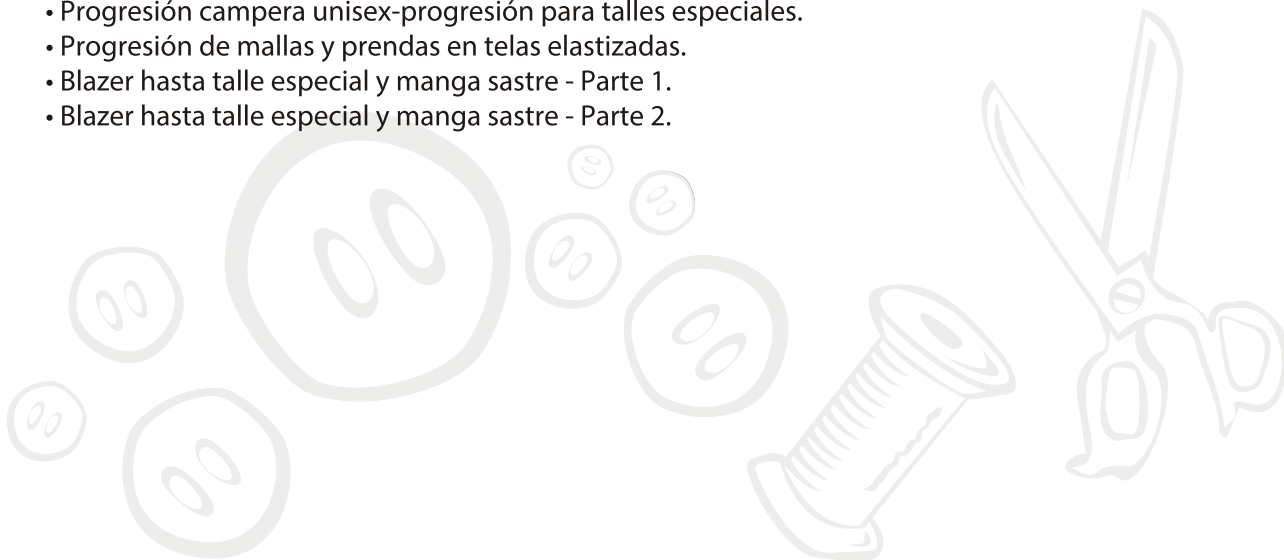 • Progresión campera unisex-progresión para talles especiales.
• Progresión de mallas y prendas en telas elastizadas.
• Blazer hasta talle especial y manga sastre - Parte 1.
• Blazer hasta talle especial y manga sastre - Parte 2.